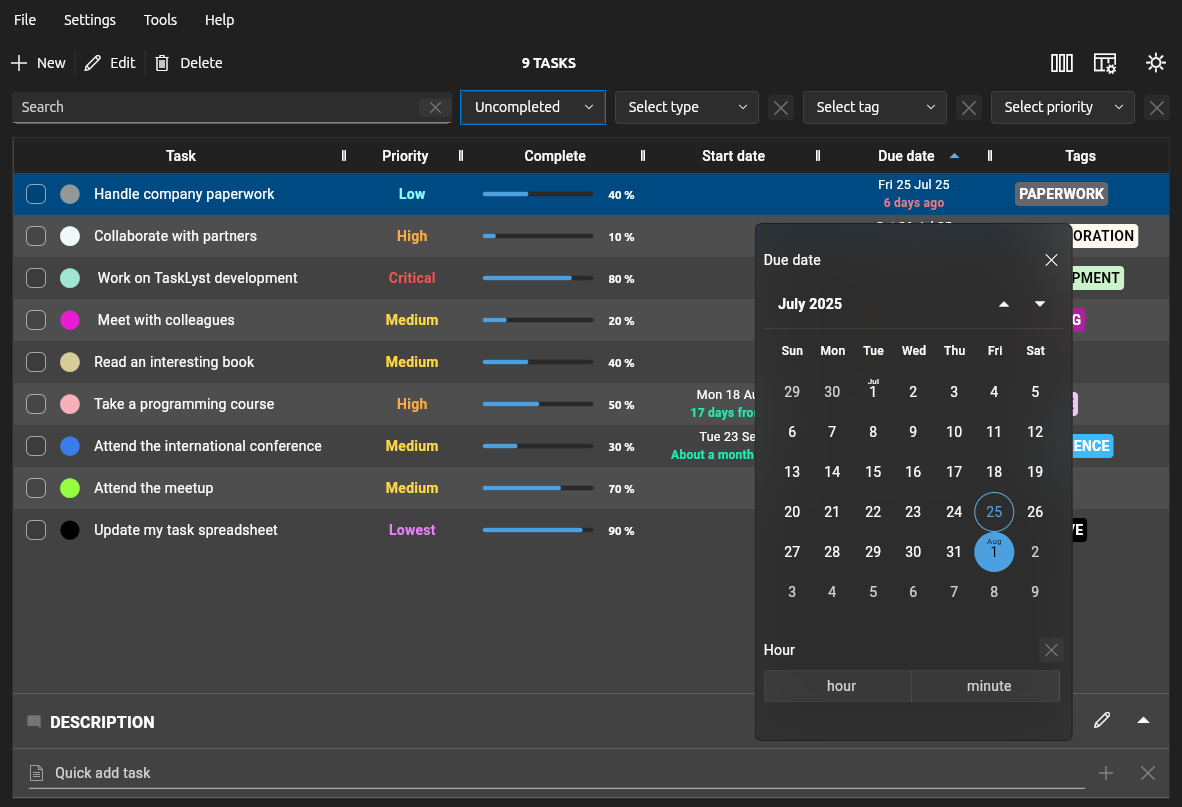 File Settings Tools Help
New Edit Delete 9 TASKS
Search Uncompleted Select type Select tag Select priority
Task Priority Complete Start date Due date Tags
Handle company paperwork Low 40 % Fri 25 Jul 25 PAPERWORK
6 days ago
Collaborate with partners High 10 % ORATION
Work on TaskLyst development Critical 80 % PMENT
Meet with colleagues Medium 20 % G
Read an interesting book Medium 40 %
Take a programming course High 50 % Mon 18 Au
17 days fro
Attend the international conference Medium 30 % Tue 23 Se ENCE
About a month
Attend the meetup Medium 70 %
Update my task spreadsheet Lowest 90 % VE
Due date
July 2025
Sun Mon Tue Wed Thu Fri Sat
Jul
29 30 1 2 3 4 5
6 7 8 9 10 11 12
13 14 15 16 17 18 19
20 21 22 23 24 25 26
Aug
27 28 29 30 31 1 2
3 4 5 6 7 8 9
Hour
hour minute
DESCRIPTION
Quick add task